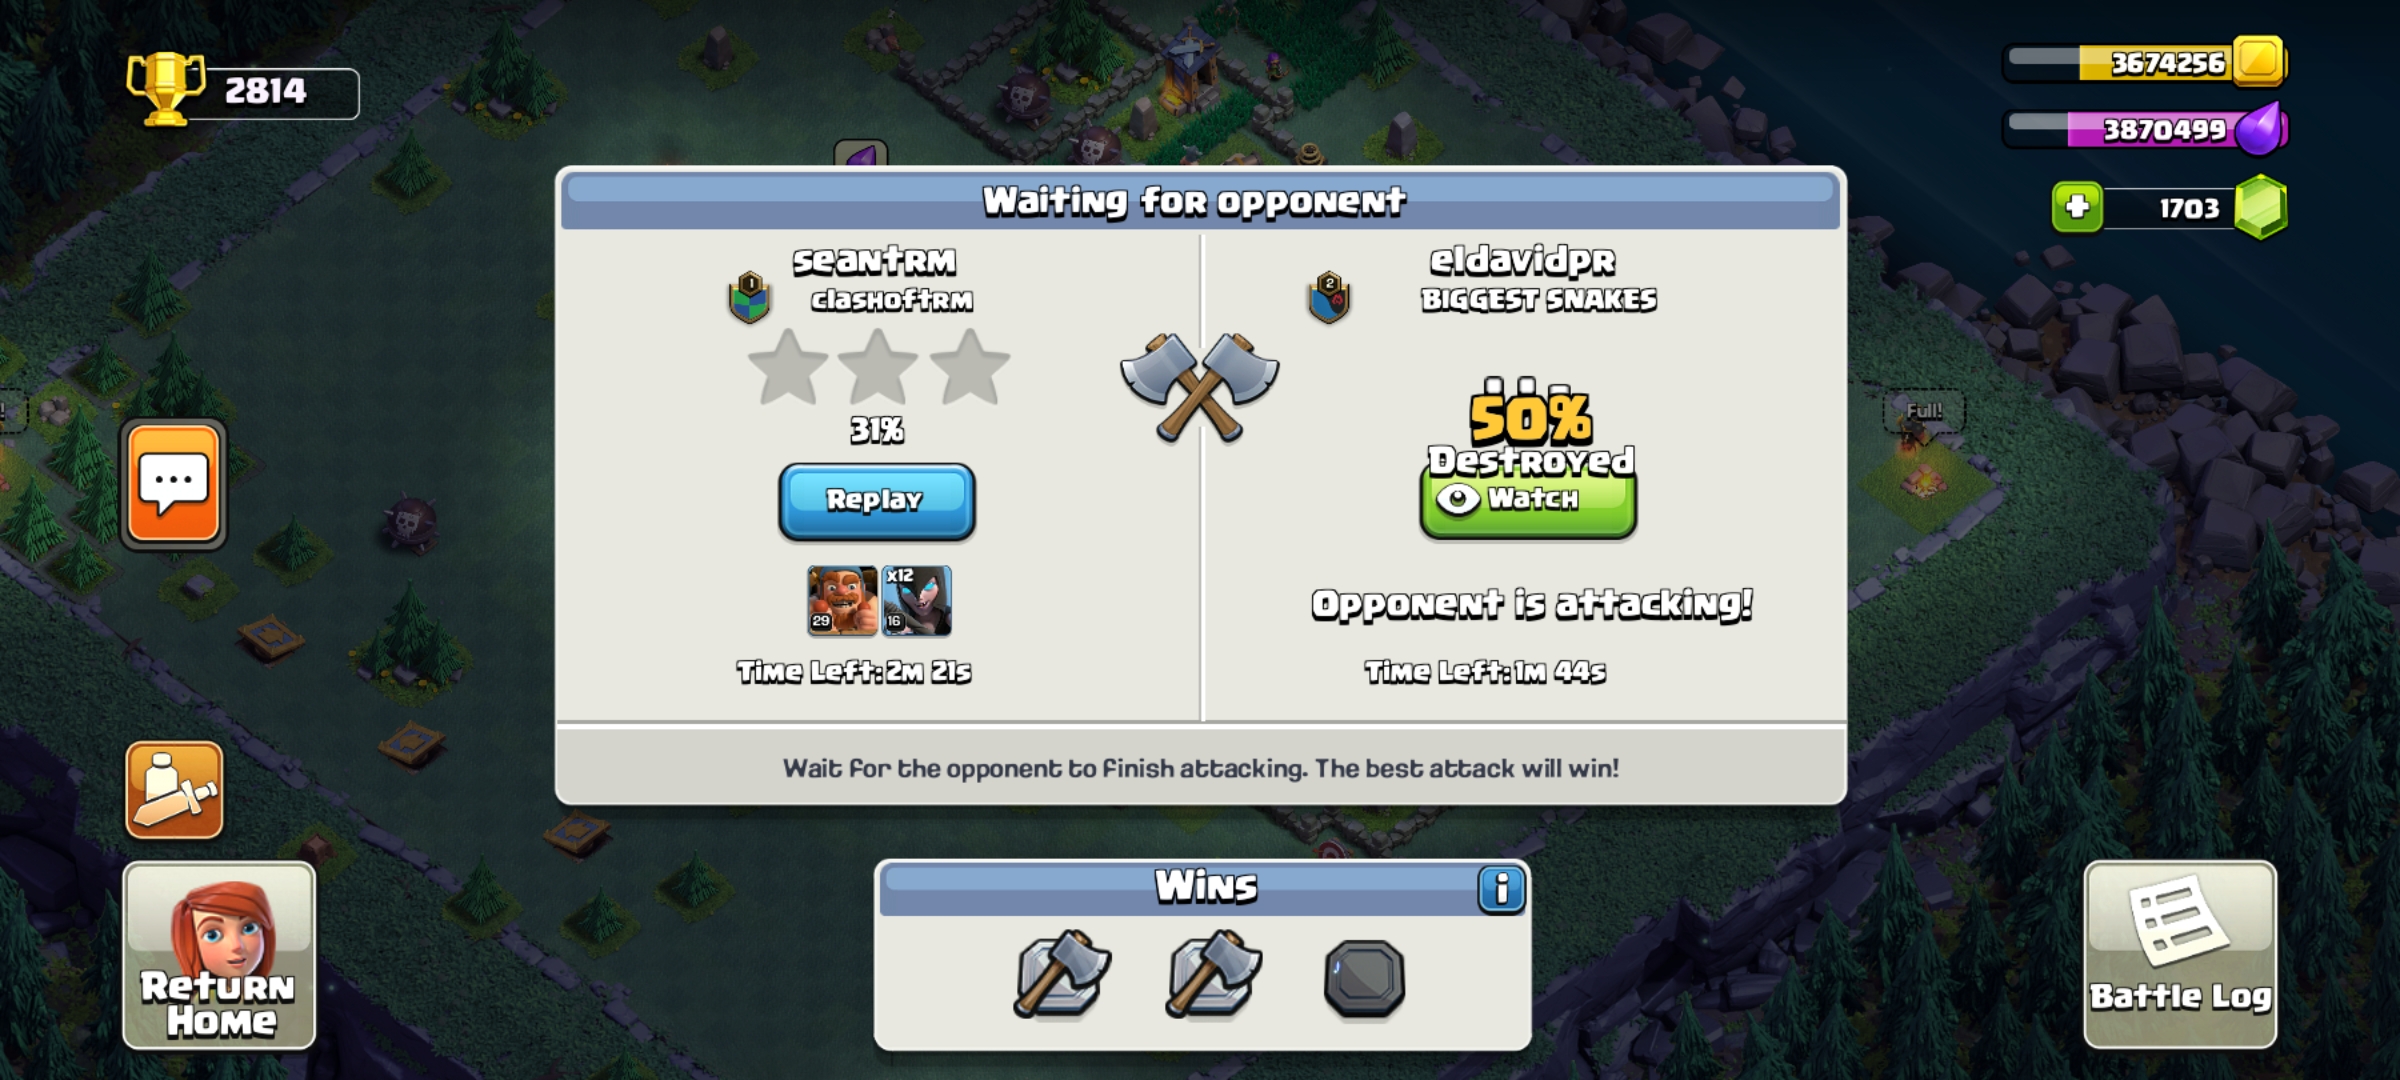 2814
3674256
3870499
1703
Waiting for opponent
seantrm
1
clashoftrm
31%
Replay
x12
29
16
Time Left:2m 21s
eldavidpr
2
BIGGEST SNAKES
50%
Destroyed
Watch
Opponent is attacking!
Time Left:1m 44s
Wait for the opponent to finish attacking. The best attack will win!
Full!
!
Wins
i
Return
Home
Battle Log